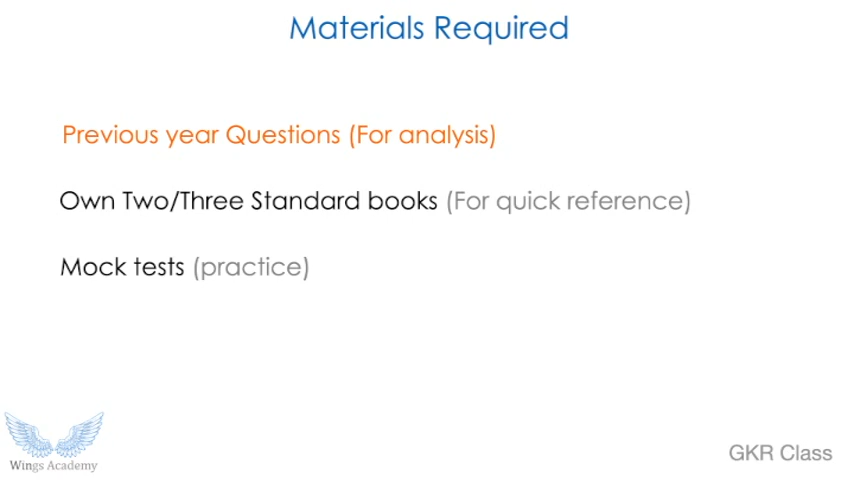 Materials Required
Previous year Questions (For analysis)
Own Two/Three Standard books (For quick reference)
Mock tests (practice)
Wings Academy
GKR Class